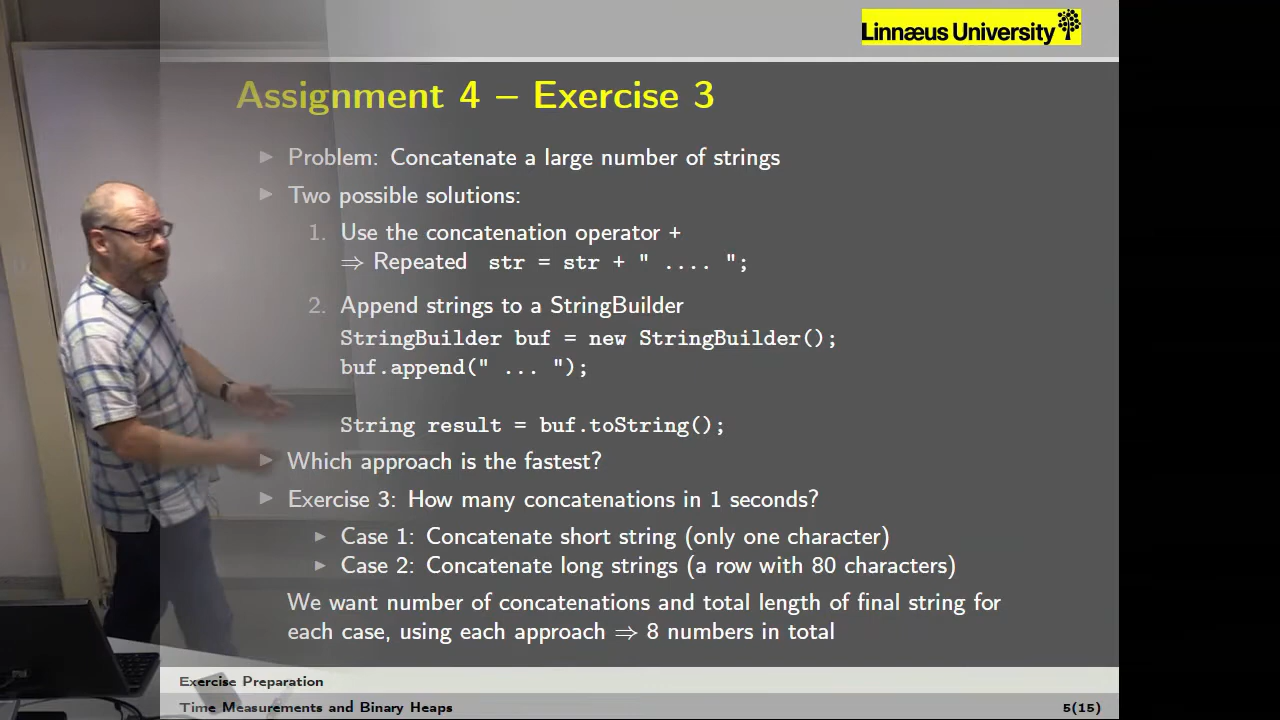 Linnæus University
Assignment 4 – Exercise 3
Problem: Concatenate a large number of strings
Two possible solutions:
1. Use the concatenation operator +
⇒ Repeated str = str + " .... ";
2. Append strings to a StringBuilder
StringBuilder buf = new StringBuilder();
buf.append(" ... ");
String result = buf.toString();
Which approach is the fastest?
Exercise 3: How many concatenations in 1 seconds?
Case 1: Concatenate short string (only one character)
Case 2: Concatenate long strings (a row with 80 characters)
We want number of concatenations and total length of final string for
each case, using each approach ⇒ 8 numbers in total
Exercise Preparation
Time Measurements and Binary Heaps
5(15)